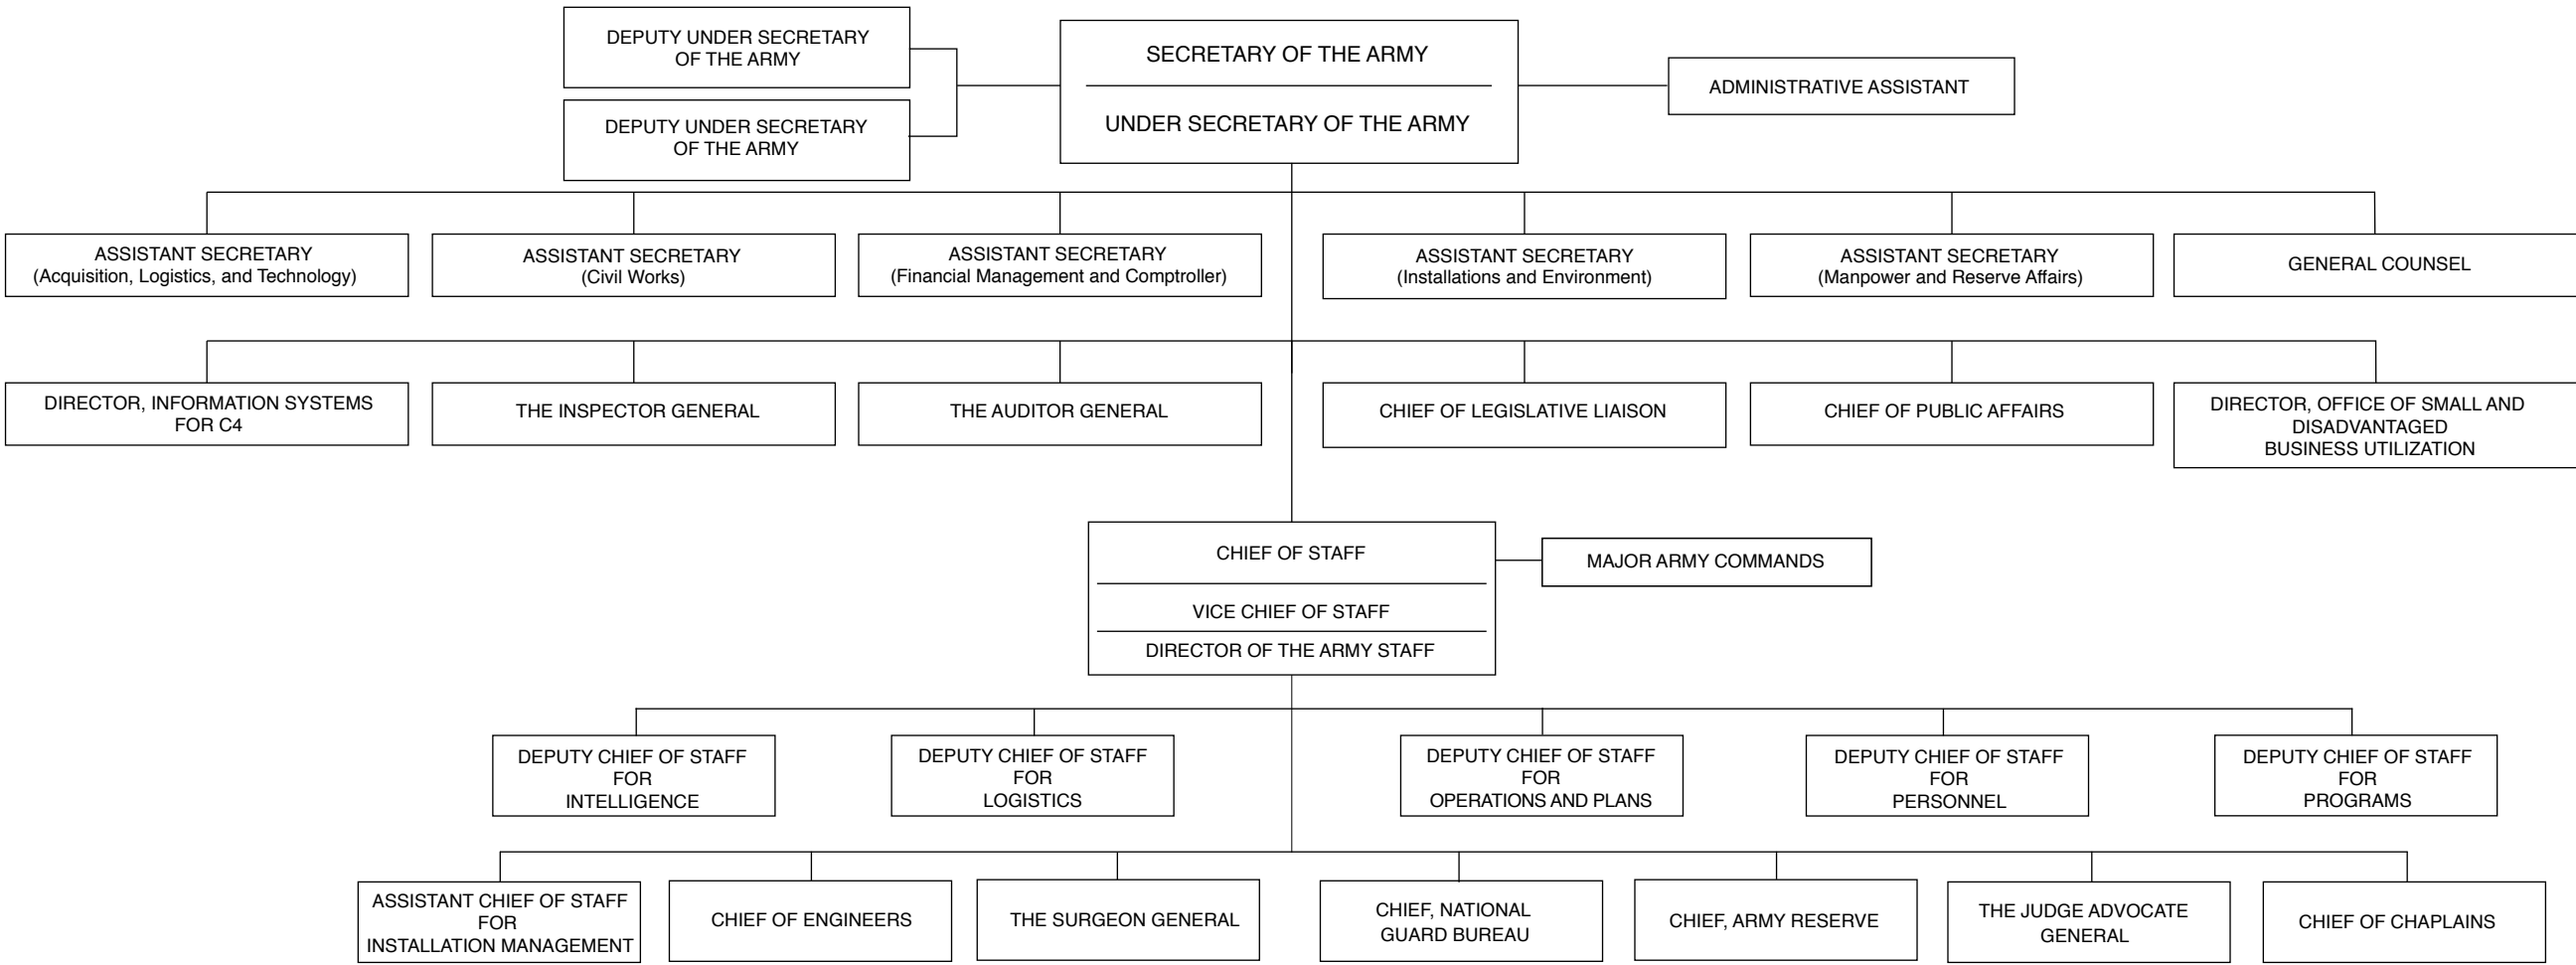 DEPUTY UNDER SECRETARY
OF THE ARMY
SECRETARY OF THE ARMY
UNDER SECRETARY OF THE ARMY
ADMINISTRATIVE ASSISTANT
DEPUTY UNDER SECRETARY
OF THE ARMY
ASSISTANT SECRETARY
(Acquisition, Logistics, and Technology)
ASSISTANT SECRETARY
(Civil Works)
ASSISTANT SECRETARY
(Financial Management and Comptroller)
ASSISTANT SECRETARY
(Installations and Environment)
ASSISTANT SECRETARY
(Manpower and Reserve Affairs)
GENERAL COUNSEL
DIRECTOR, INFORMATION SYSTEMS
FOR C4
THE INSPECTOR GENERAL
THE AUDITOR GENERAL
CHIEF OF LEGISLATIVE LIAISON
CHIEF OF PUBLIC AFFAIRS
DIRECTOR, OFFICE OF SMALL AND
DISADVANTAGED
BUSINESS UTILIZATION
CHIEF OF STAFF
VICE CHIEF OF STAFF
DIRECTOR OF THE ARMY STAFF
MAJOR ARMY COMMANDS
DEPUTY CHIEF OF STAFF
FOR
INTELLIGENCE
DEPUTY CHIEF OF STAFF
FOR
LOGISTICS
DEPUTY CHIEF OF STAFF
FOR
OPERATIONS AND PLANS
DEPUTY CHIEF OF STAFF
FOR
PERSONNEL
DEPUTY CHIEF OF STAFF
FOR
PROGRAMS
ASSISTANT CHIEF OF STAFF
FOR
INSTALLATION MANAGEMENT
CHIEF OF ENGINEERS
THE SURGEON GENERAL
CHIEF, NATIONAL
GUARD BUREAU
CHIEF, ARMY RESERVE
THE JUDGE ADVOCATE
GENERAL
CHIEF OF CHAPLAINS